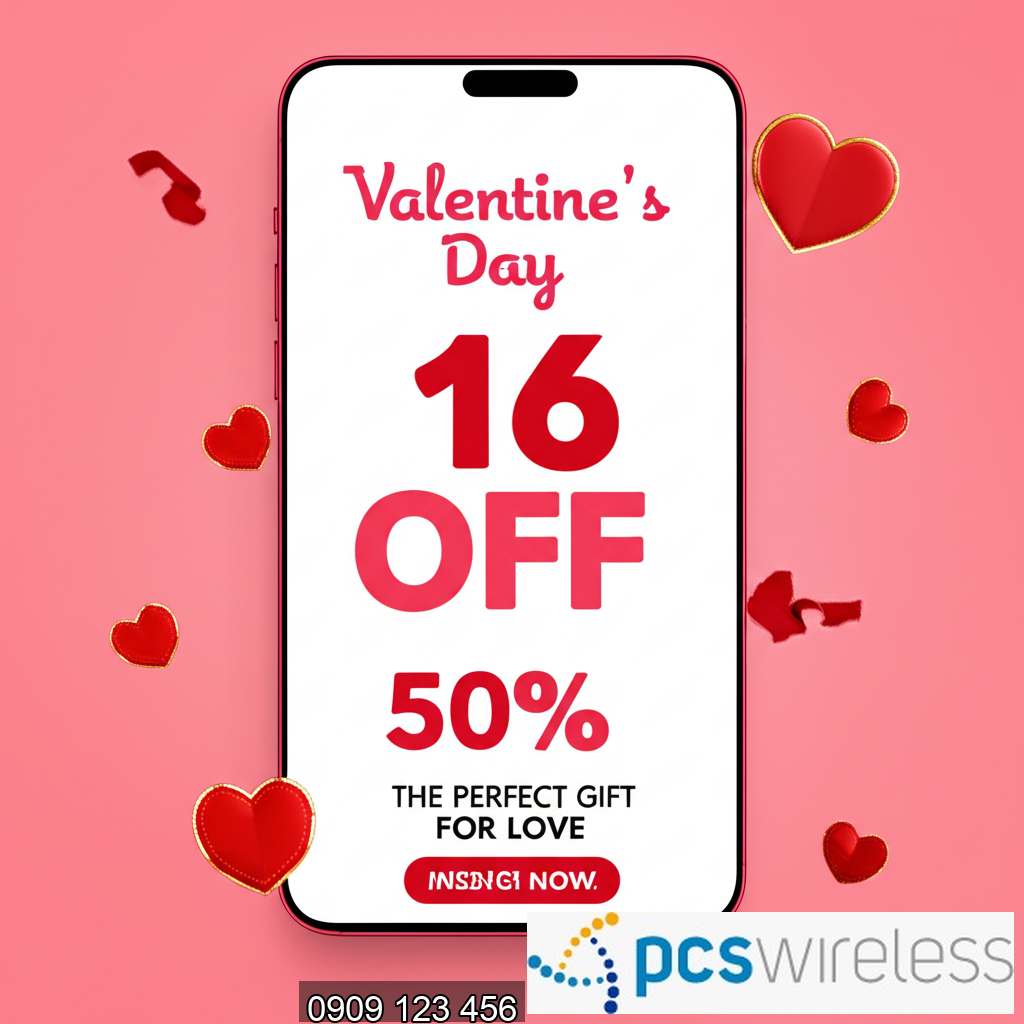 Valentine's
Day
16
OFF
50%
THE PERFECT GIFT
FOR LOVE
NOW.
pcswireless
0909 123 456